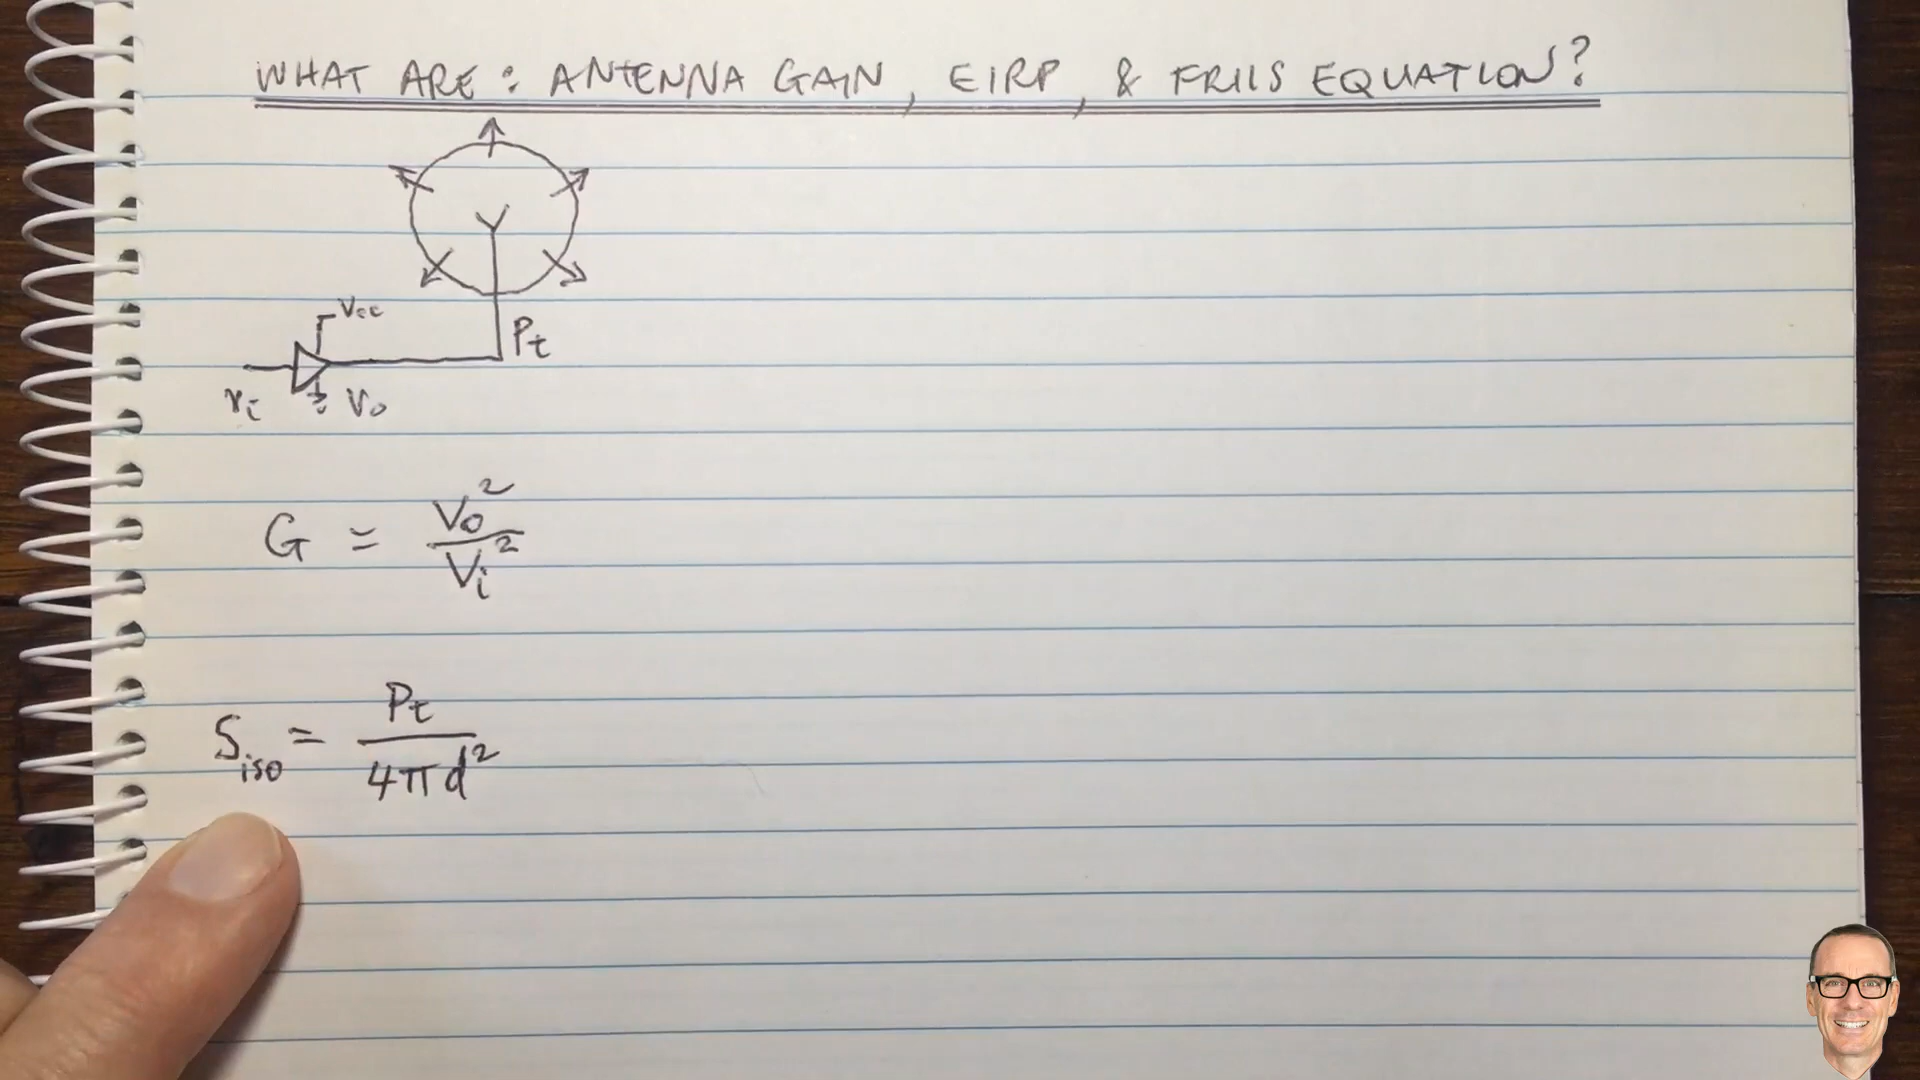 WHAT ARE: ANTENNA GAIN, EIRP, & FRIIS EQUATION?
Vcc
Pt
Vi Vo
G = Vo² / Vi²
Siso = Pt / 4πd²